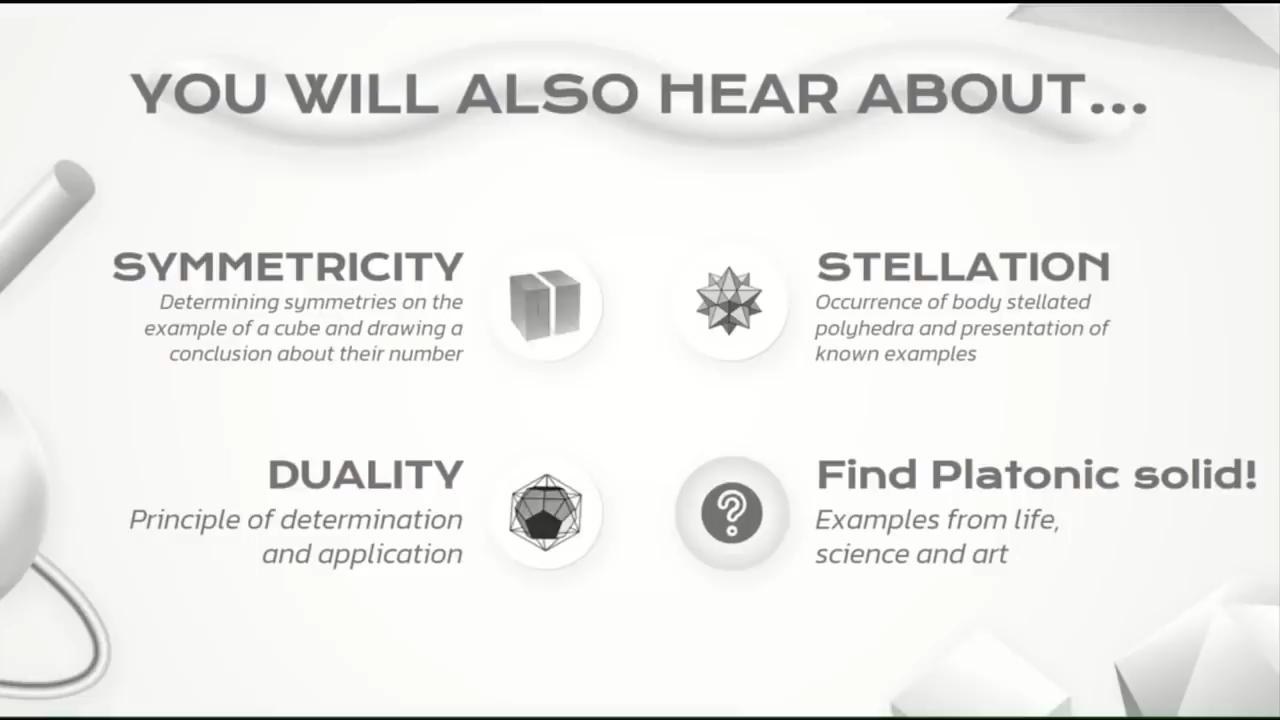 YOU WILL ALSO HEAR ABOUT...
SYMMETRICITY
Determining symmetries on the
example of a cube and drawing a
conclusion about their number
STELLATION
Occurrence of body stellated
polyhedra and presentation of
known examples
DUALITY
Principle of determination
and application
Find Platonic solid!
Examples from life,
science and art